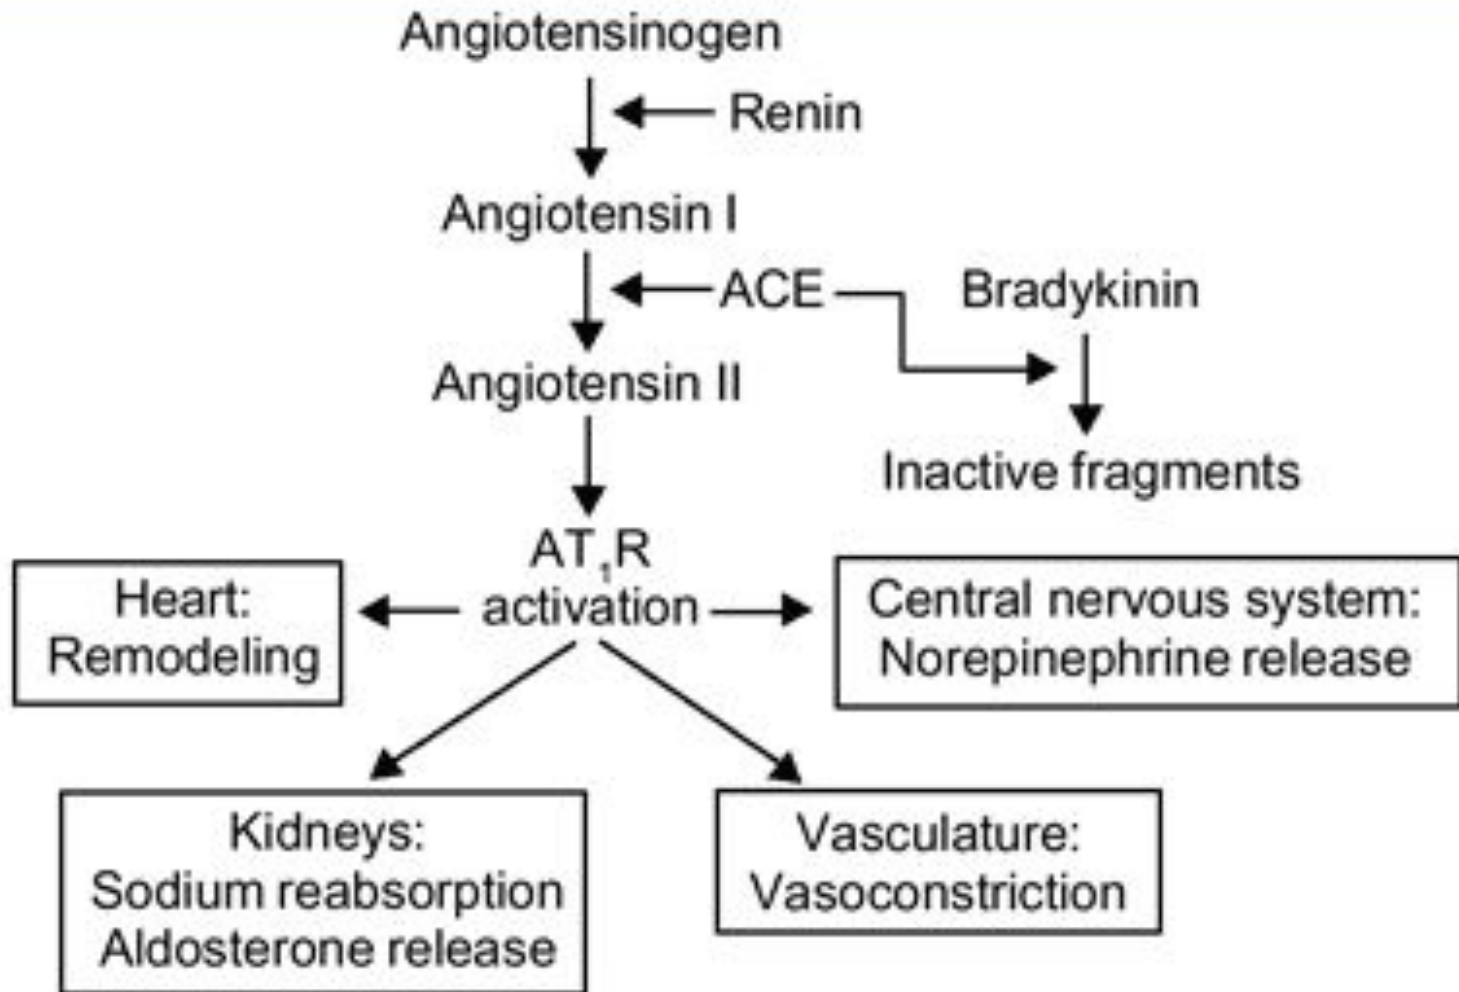 Angiotensinogen
Renin
Angiotensin I
ACE
Bradykinin
Angiotensin II
Inactive fragments
AT₁R
activation
Heart:
Remodeling
Central nervous system:
Norepinephrine release
Kidneys:
Sodium reabsorption
Aldosterone release
Vasculature:
Vasoconstriction